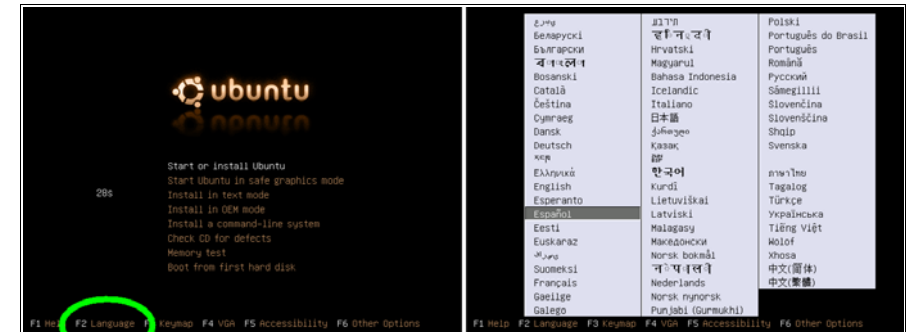 ubuntu
Start or install Ubuntu
Start Ubuntu in safe graphics mode
Install in text mode
Install in OEM mode
Install a command-line system
Check CD for defects
Memory test
Boot from first hard disk
28s
F1 Help F2 Language F3 Keymap F4 VGA F5 Accessibility F6 Other Options
Беларускі
Български
Bosanski
Català
Čeština
Cymraeg
Dansk
Deutsch
Ελληνικά
English
Esperanto
Español
Eesti
Euskaraz
Suomeksi
Français
Gaeilge
Galego
Hrvatski
Magyarul
Bahasa Indonesia
Icelandic
Italiano
日本語
ქართული
Қазақ
한국어
Kurdî
Lietuviškai
Latviski
Malagasy
Македонски
Norsk bokmål
Nederlands
Norsk nynorsk
Punjabi (Gurmukhi)
Polski
Português do Brasil
Português
Română
Русский
Sámegillii
Slovenčina
Slovenščina
Shqip
Svenska
ภาษาไทย
Tagalog
Türkçe
Українська
Tiếng Việt
Wolof
Xhosa
中文(简体)
中文(繁體)
F1 Help F2 Language F3 Keymap F4 VGA F5 Accessibility F6 Other Options